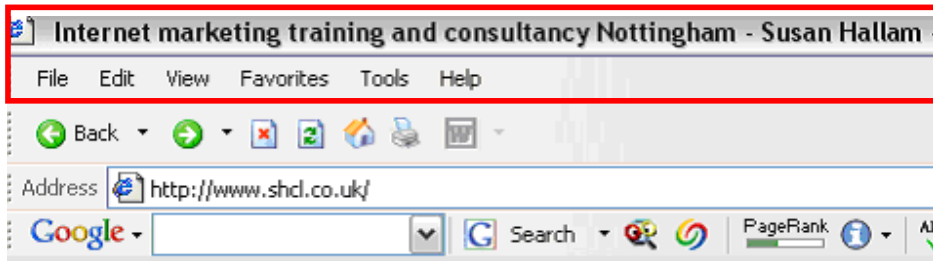 Internet marketing training and consultancy Nottingham - Susan Hallam -
File Edit View Favorites Tools Help
Back
Address http://www.shcl.co.uk/
Google Search PageRank